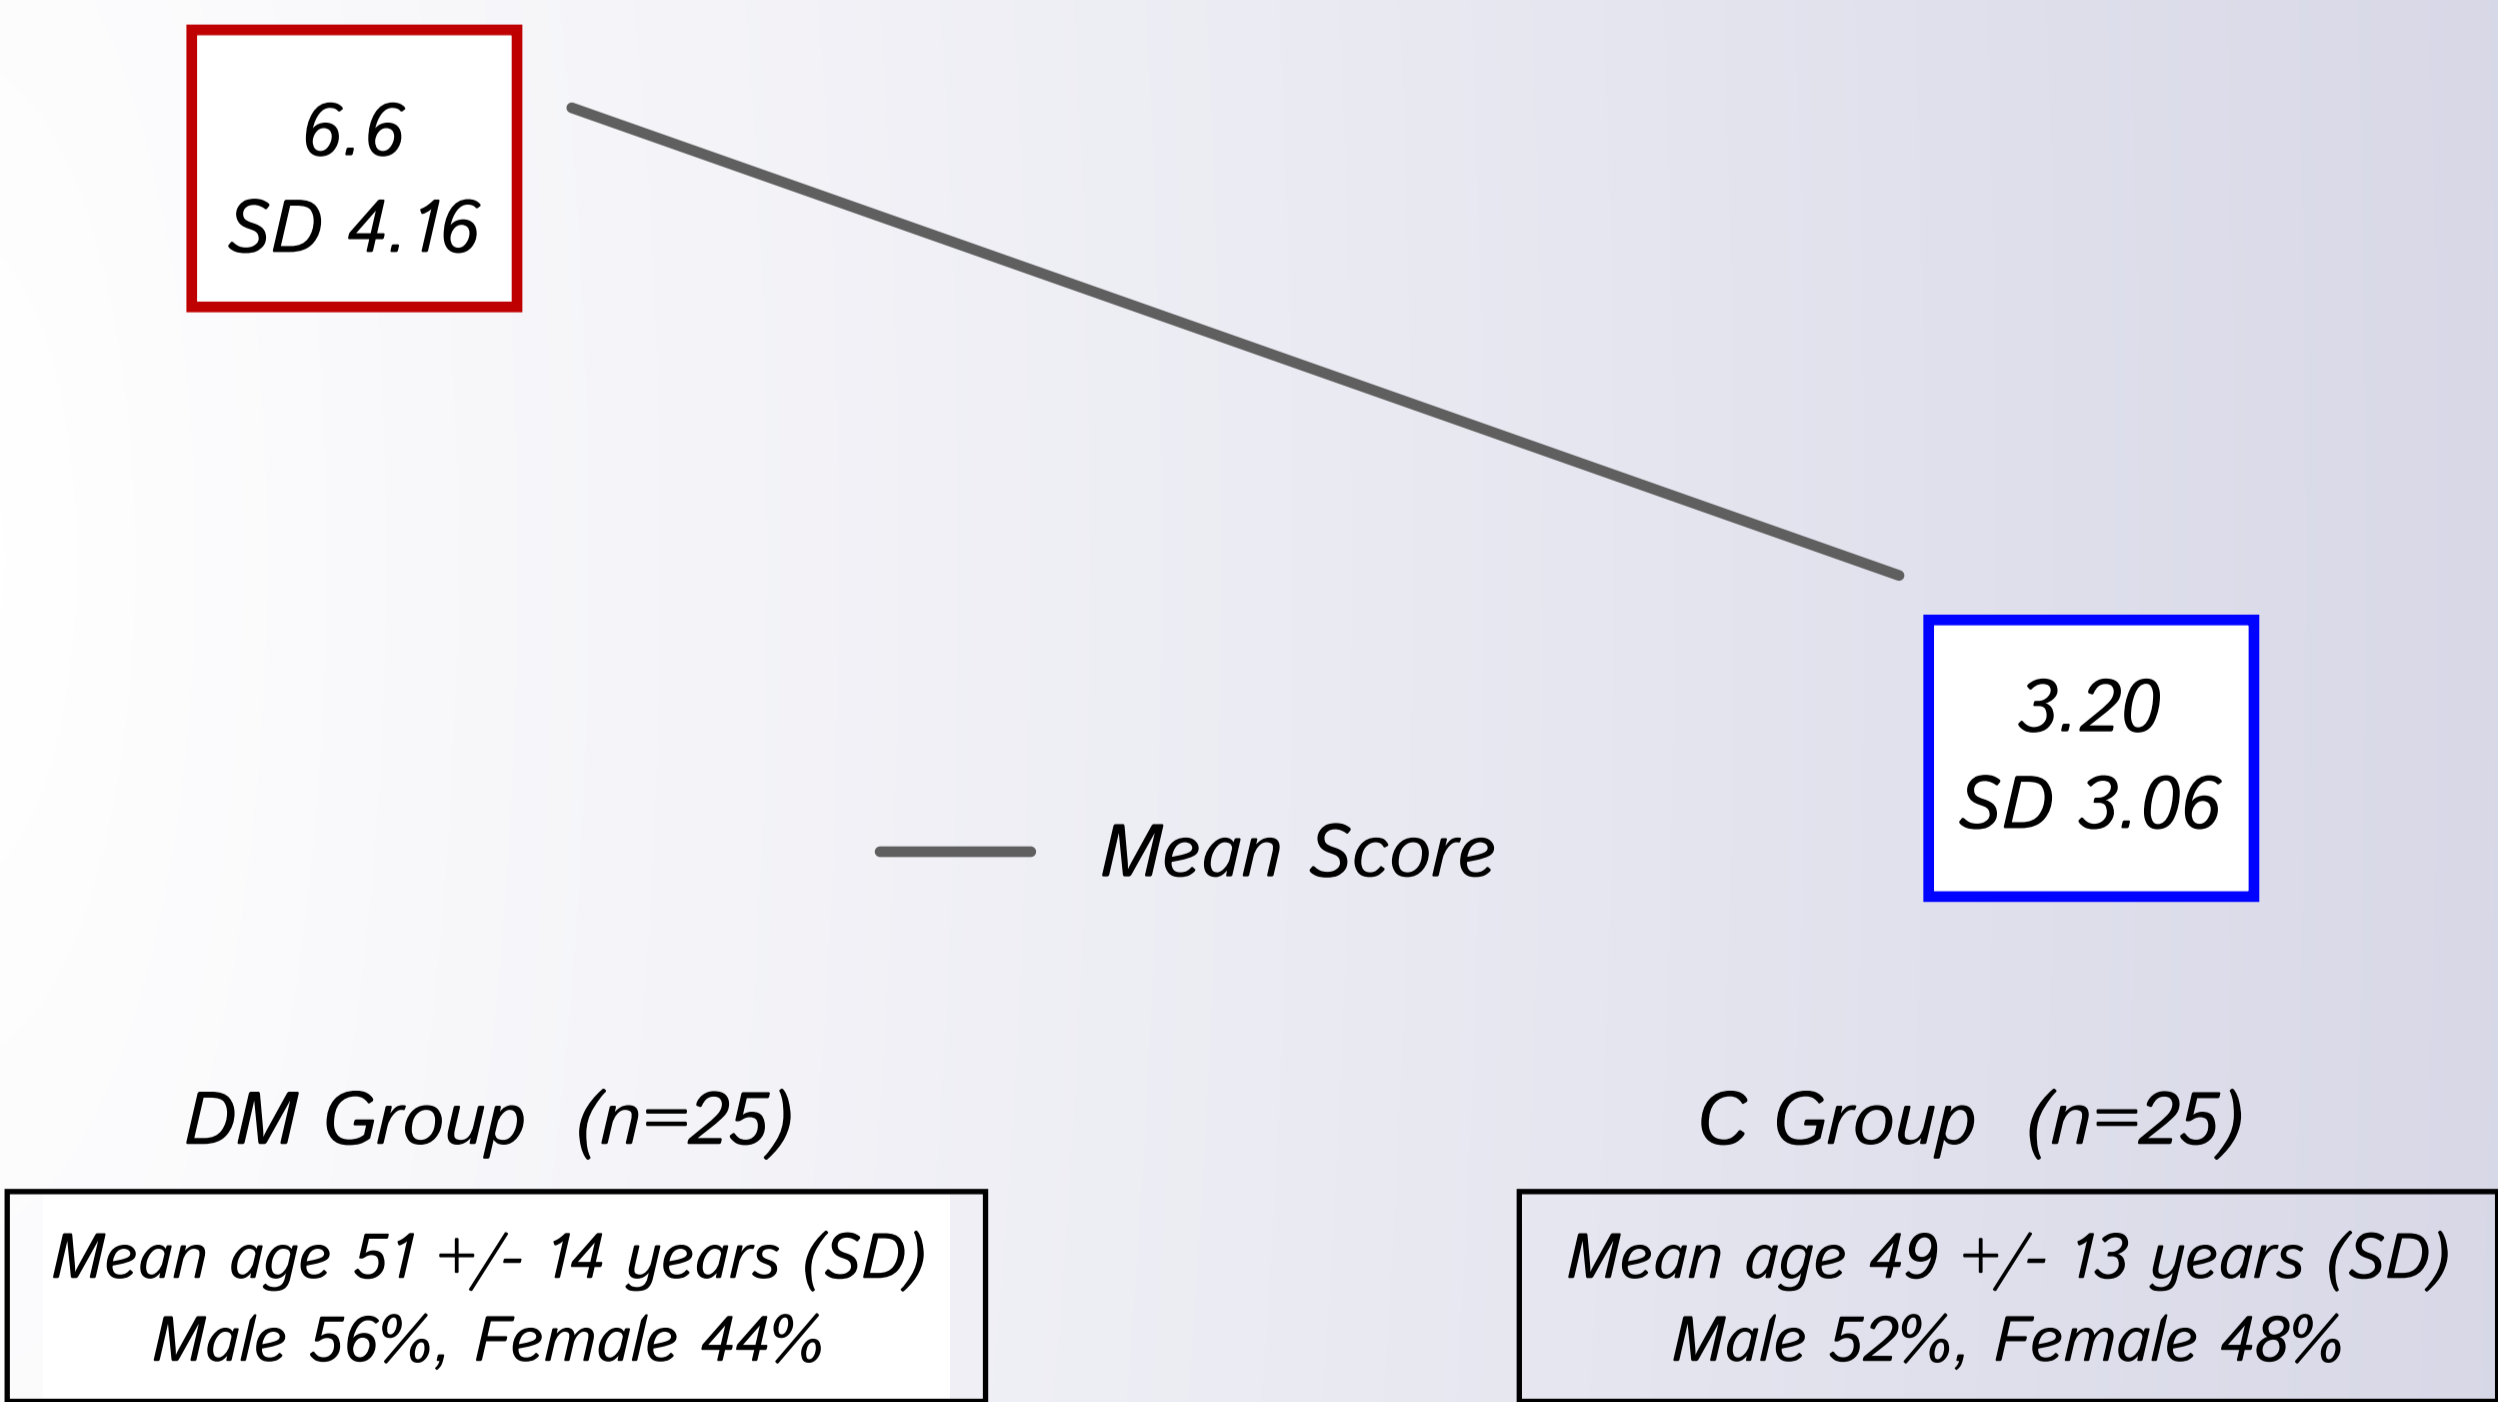 6.6
SD 4.16
3.20
SD 3.06
Mean Score
DM Group (n=25)
C Group (n=25)
Mean age 51 +/- 14 years (SD)
Male 56%, Female 44%
Mean age 49 +/- 13 years (SD)
Male 52%, Female 48%